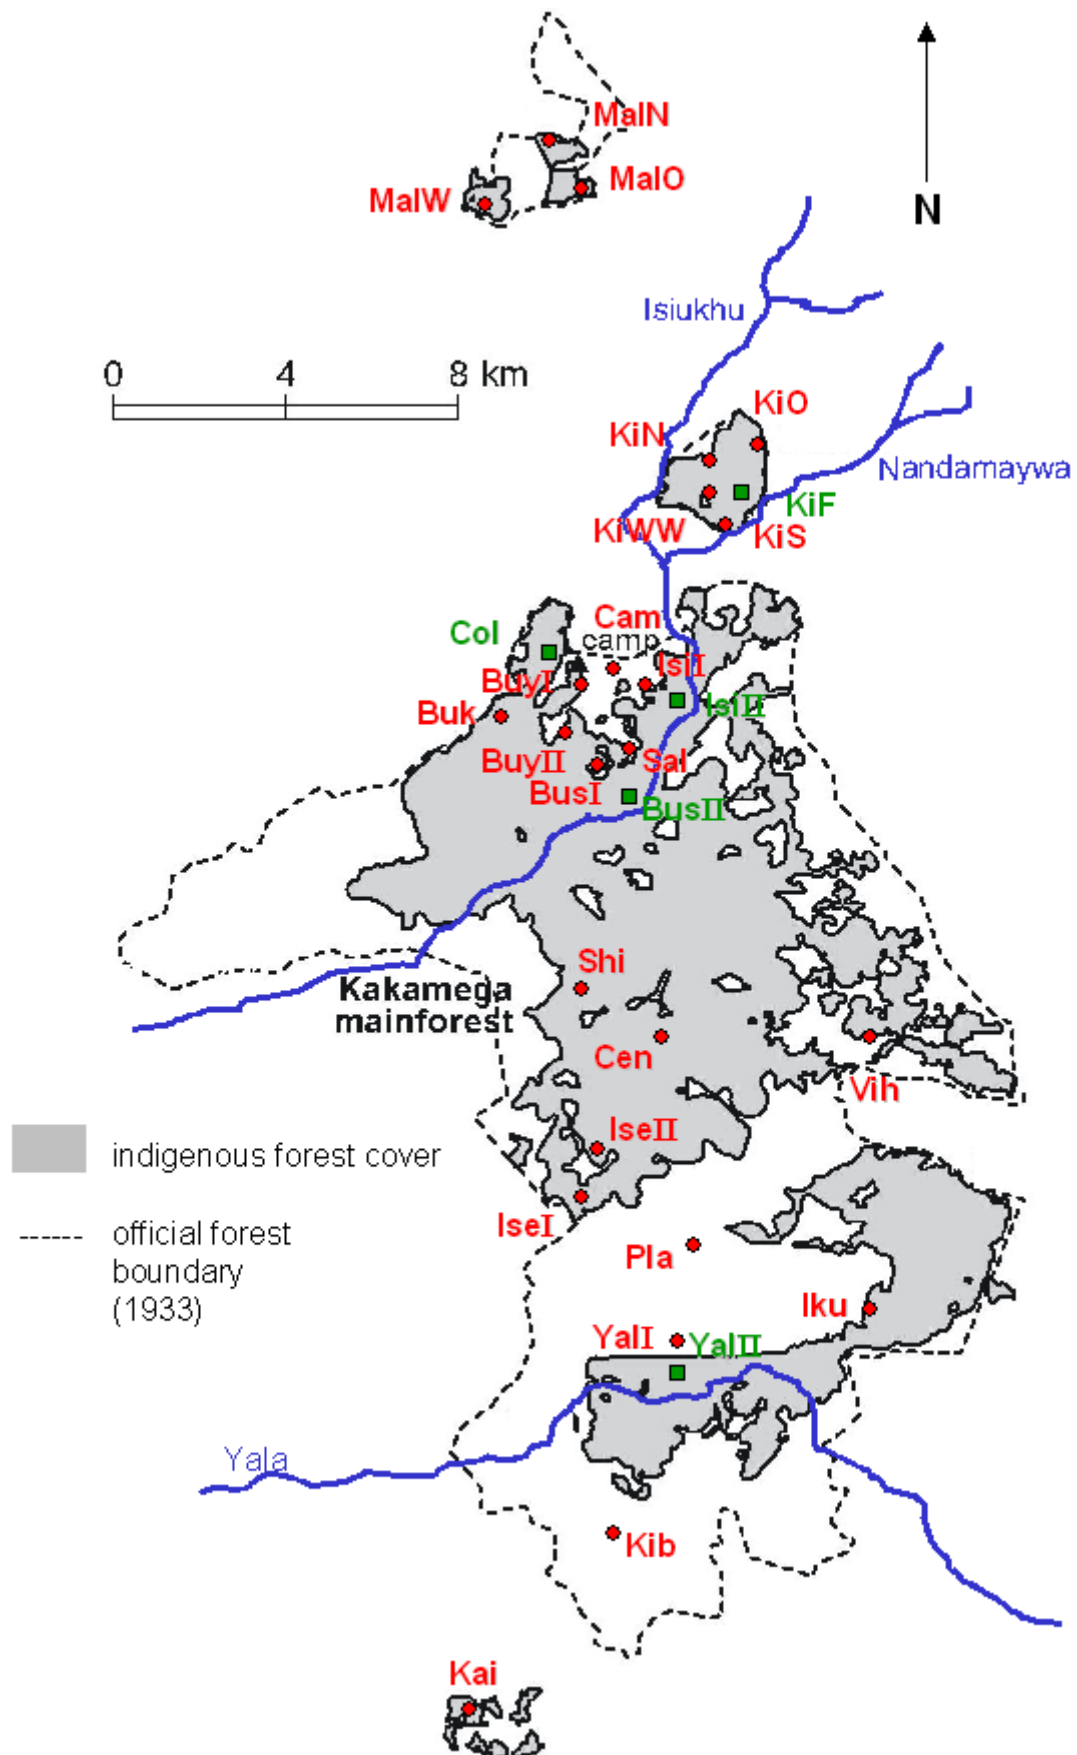 MalN
MalO
MalW
N
Isiukhu
0 4 8 km
KiO
KiN
Nandamaywa
KiF
KiWW
KiS
Cam
Col
camp
IsiI
BuyI
IsiII
Buk
BuyII
Sal
BusI
BusII
Shi
Kakamega
mainforest
Cen
Vih
IseII
indigenous forest cover
IseI
official forest
boundary
(1933)
Pla
Iku
YalI
YalII
Yala
Kib
Kai